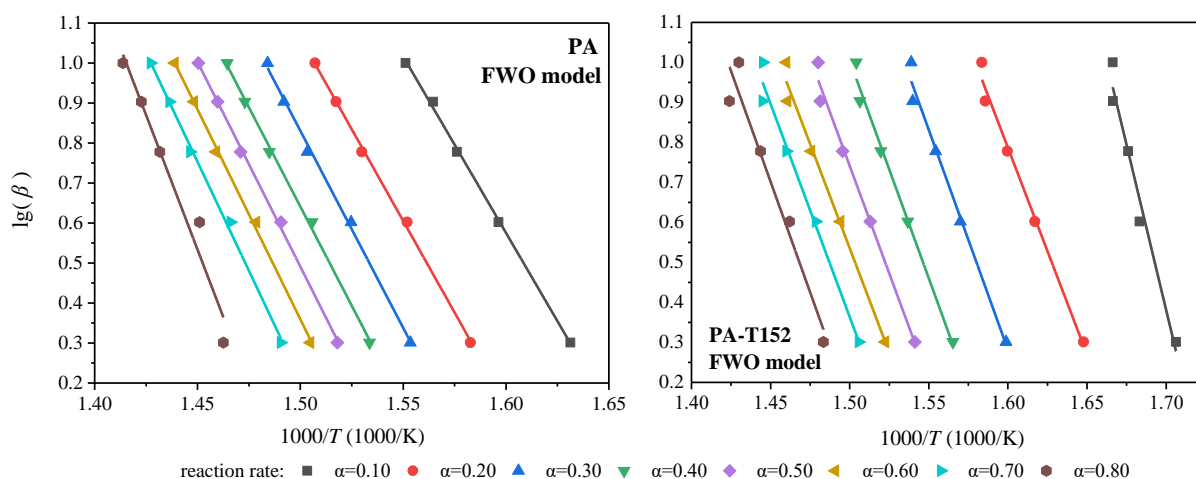 1.1
1.0
0.9
0.8
0.7
0.6
0.5
0.4
0.3
0.2
lg(β)
PA
FWO model
1.40 1.45 1.50 1.55 1.60 1.65
1000/T (1000/K)
1.1
1.0
0.9
0.8
0.7
0.6
0.5
0.4
0.3
0.2
PA-T152
FWO model
1.40 1.45 1.50 1.55 1.60 1.65 1.70
1000/T (1000/K)
reaction rate: α=0.10 α=0.20 α=0.30 α=0.40 α=0.50 α=0.60 α=0.70 α=0.80